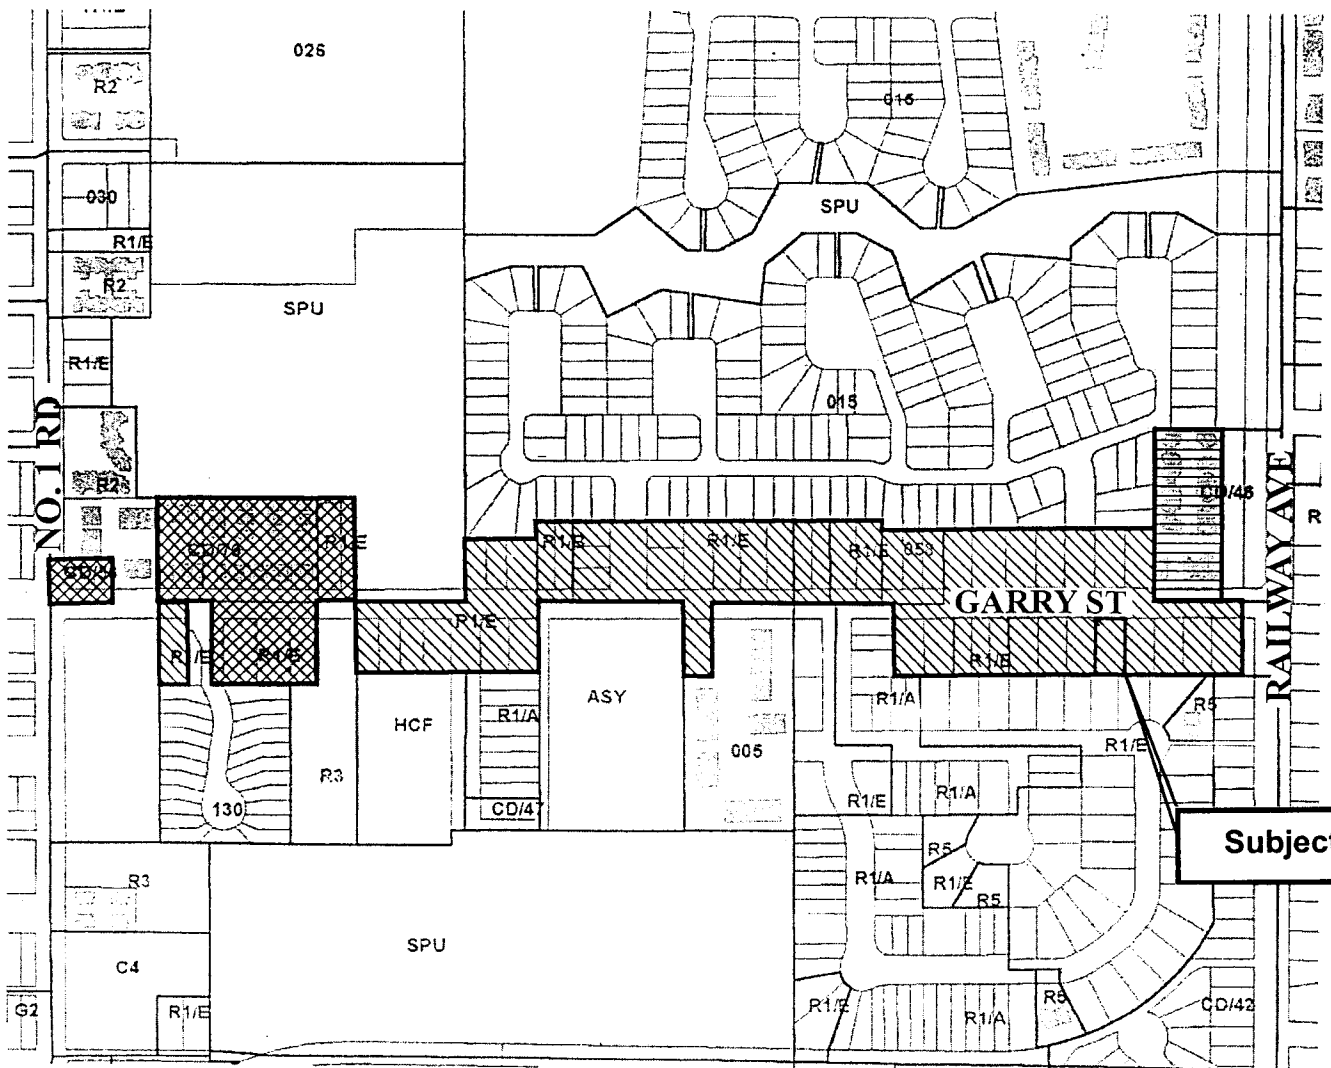 026
R2
016
030
SPU
R1/E
R2
SPU
R1/E
015
NO. 1 RD
R2
CD/46
RAILWAY AVE
R
R1/E
R1/E
R1/E
R1/E
053
GARRY ST
R1/E
R1/E
R1/E
R1/E
ASY
R1/A
R1/A
R5
HCF
005
R1/E
R3
130
CD/47
R1/E
R1/A
Subject
R5
R3
R1/A
R1/E
R5
SPU
C4
G2
R1/E
R1/E
R1/A
R5
CD/42